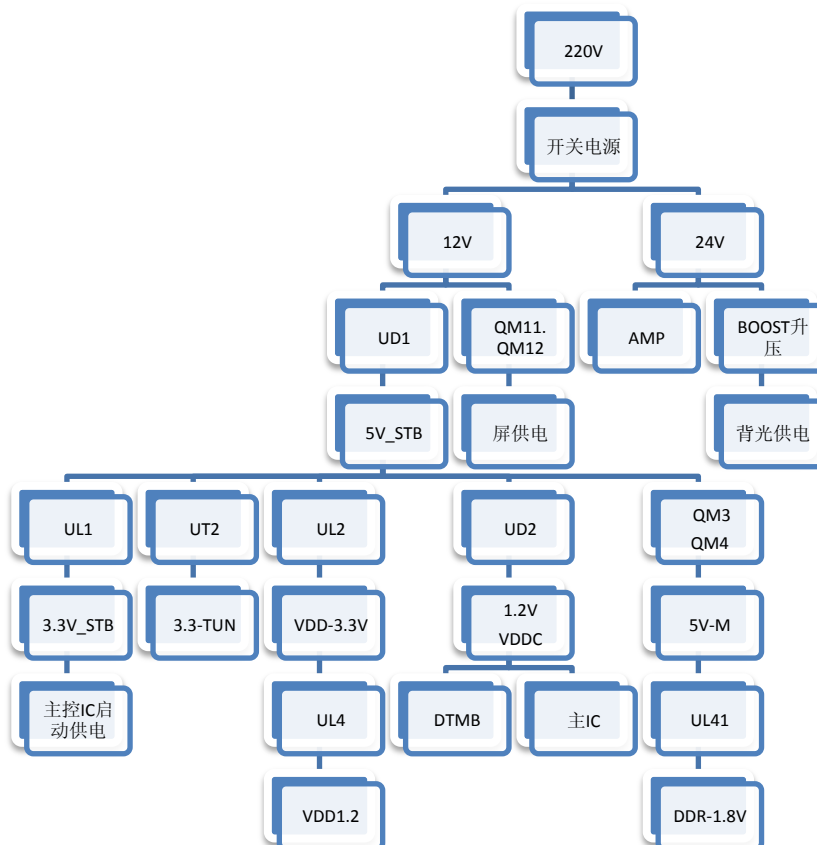 220V
开关电源
12V
24V
UD1
QM11.
QM12
AMP
BOOST升
压
5V_STB
屏供电
背光供电
UL1
UT2
UL2
UD2
QM3
QM4
3.3V_STB
3.3-TUN
VDD-3.3V
1.2V
VDDC
5V-M
主控IC启
动供电
UL4
DTMB
主IC
UL41
VDD1.2
DDR-1.8V